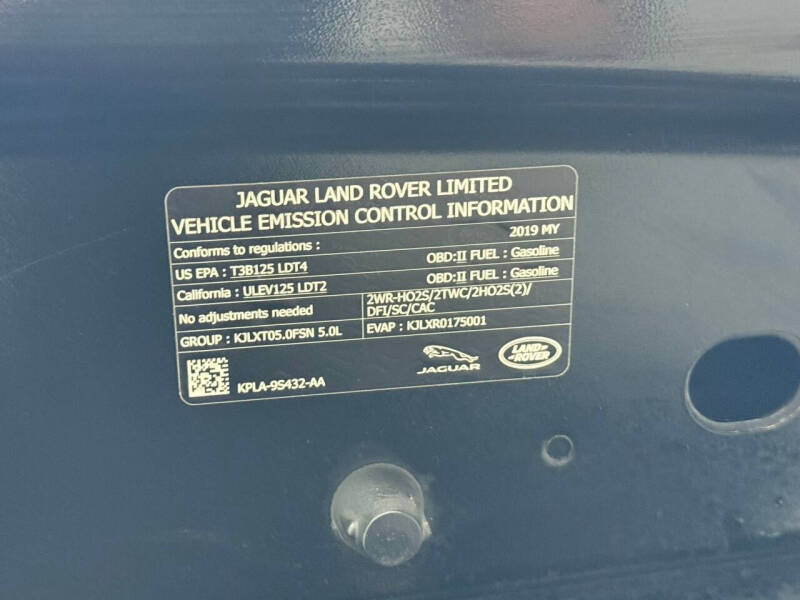 JAGUAR LAND ROVER LIMITED
VEHICLE EMISSION CONTROL INFORMATION
Conforms to regulations : 2019 MY
US EPA : T3B125 LDT4 OBD:II FUEL : Gasoline
California : ULEV125 LDT2 OBD:II FUEL : Gasoline
No adjustments needed 2WR-HO2S/2TWC/2HO2S(2)/
DFI/SC/CAC
GROUP : KJLXT05.0FSN 5.0L EVAP : KJLXR0175001
KPLA-9S432-AA JAGUAR LAND ROVER